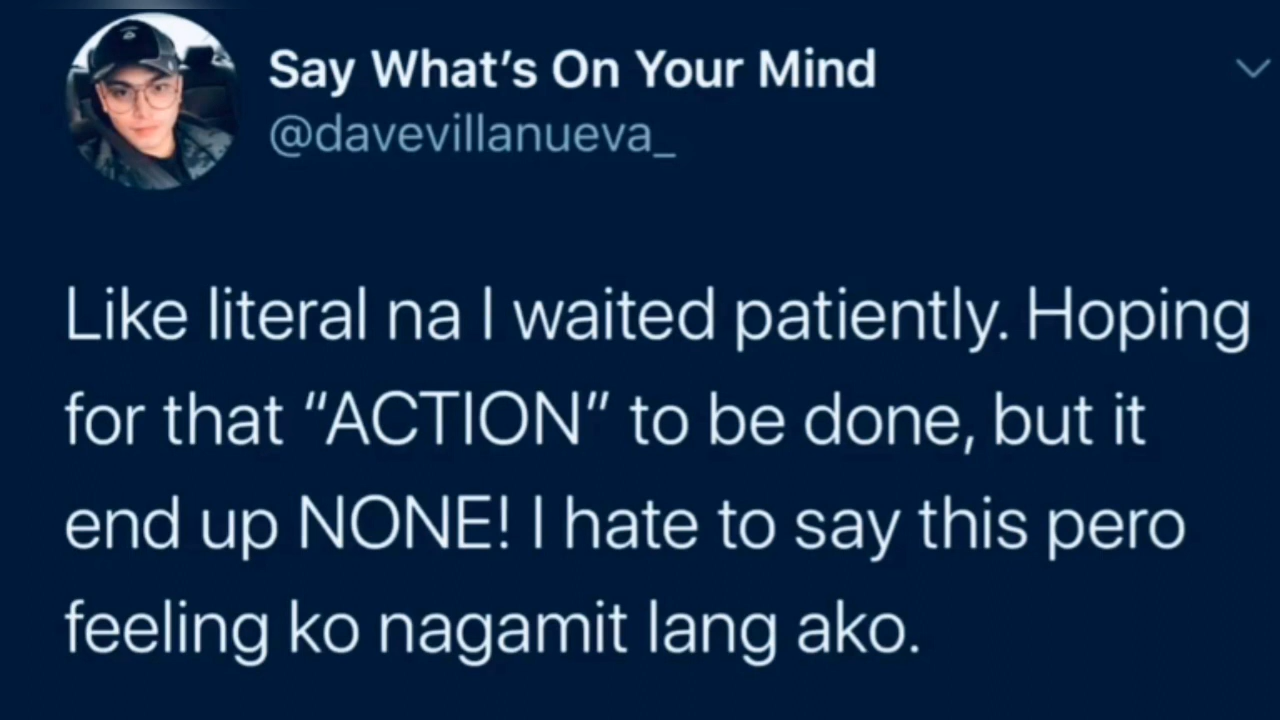 Say What’s On Your Mind
@davevillanueva_
Like literal na I waited patiently. Hoping
for that “ACTION” to be done, but it
end up NONE! I hate to say this pero
feeling ko nagamit lang ako.